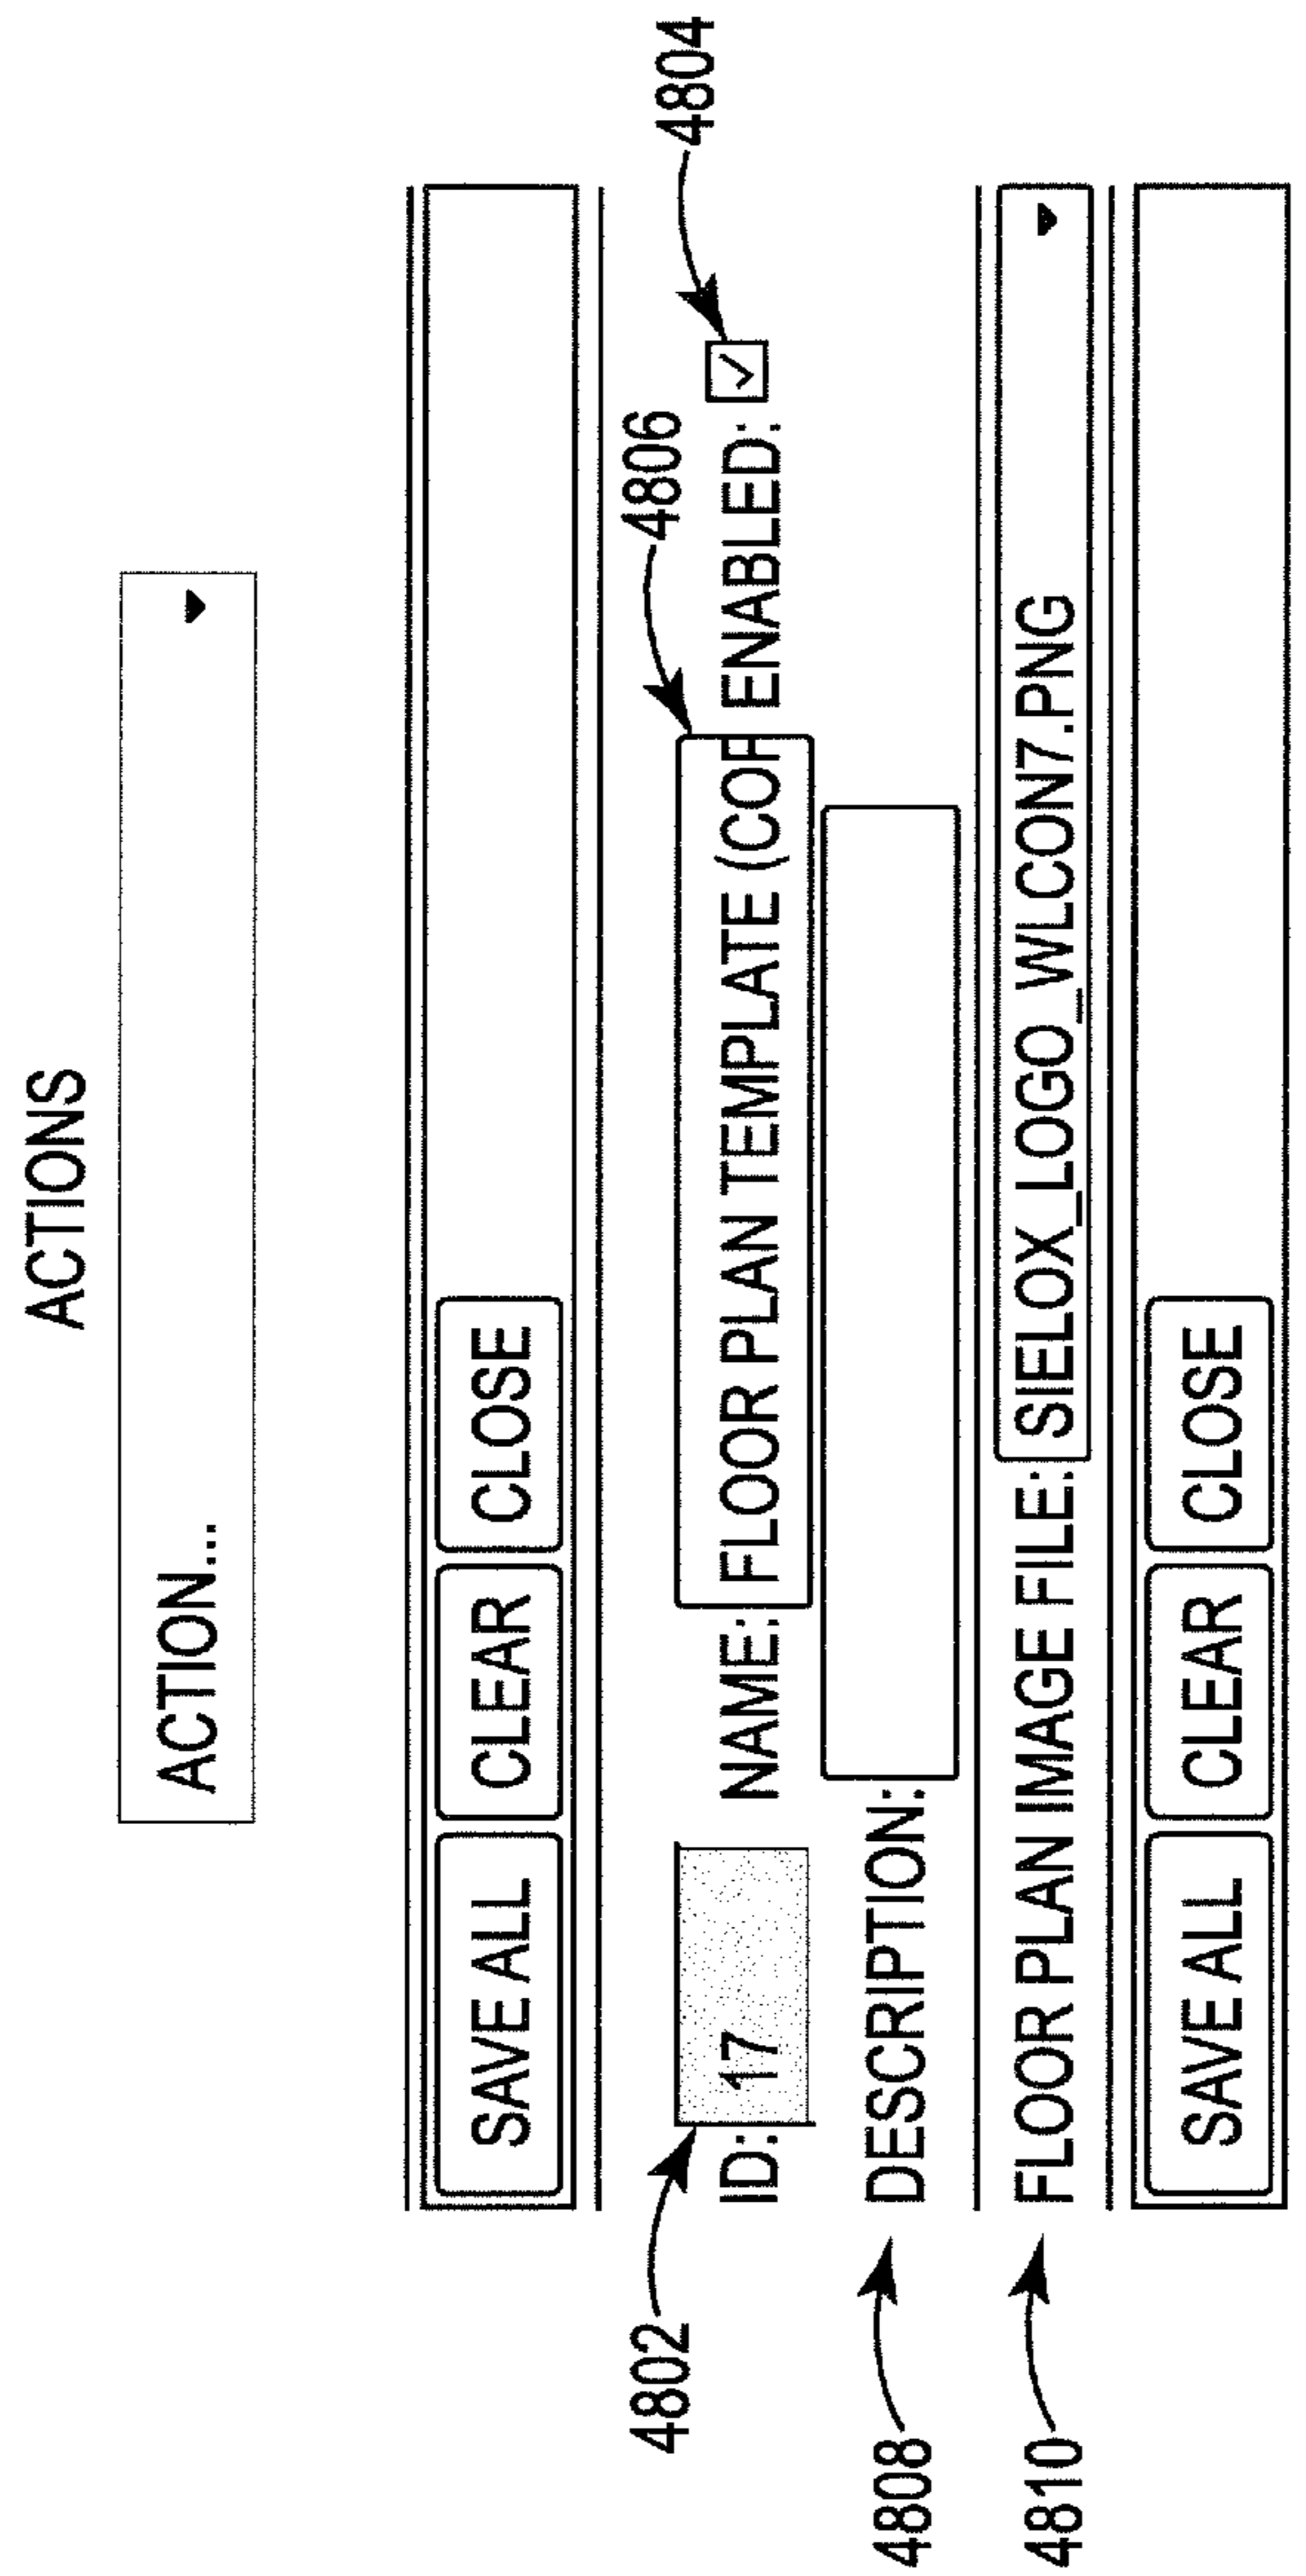 ACTIONS
ACTION...
SAVE ALL CLEAR CLOSE
4802 4806 4804
ID: 17 NAME: FLOOR PLAN TEMPLATE (COP ENABLED:
4808 DESCRIPTION:
4810 FLOOR PLAN IMAGE FILE: SIELOX_LOGO_WLCON7.PNG
SAVE ALL CLEAR CLOSE